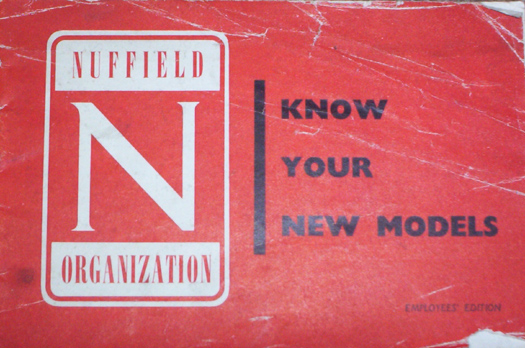 NUFFIELD
N
ORGANIZATION
KNOW
YOUR
NEW MODELS
EMPLOYEES' EDITION